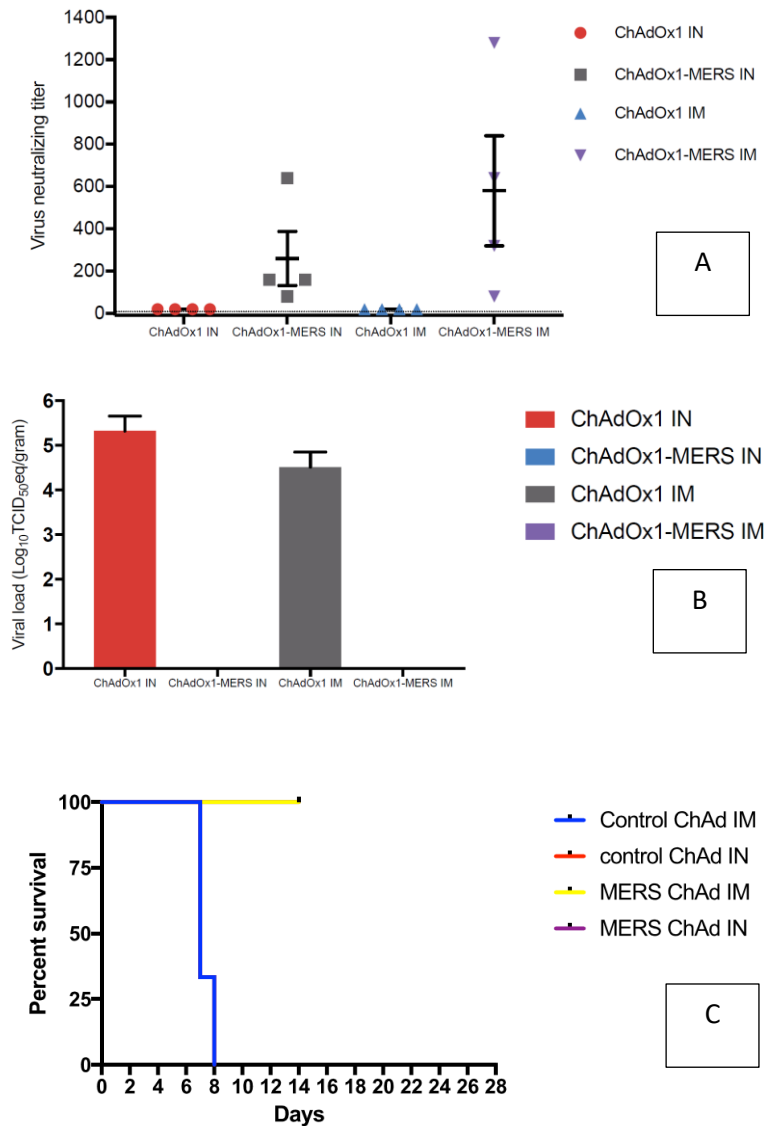 1400
1200
1000
800
600
400
200
0
Virus neutralizing titer
ChAdOx1 IN
ChAdOx1-MERS IN
ChAdOx1 IM
ChAdOx1-MERS IM
ChAdOx1 IN
ChAdOx1-MERS IN
ChAdOx1 IM
ChAdOx1-MERS IM
A
6
5
4
3
2
1
0
Viral load (Log10TCID50eq/gram)
ChAdOx1 IN
ChAdOx1-MERS IN
ChAdOx1 IM
ChAdOx1-MERS IM
ChAdOx1 IN
ChAdOx1-MERS IN
ChAdOx1 IM
ChAdOx1-MERS IM
B
100
75
50
25
0
Percent survival
0 2 4 6 8 10 12 14 16 18 20 22 24 26 28
Days
Control ChAd IM
control ChAd IN
MERS ChAd IM
MERS ChAd IN
C